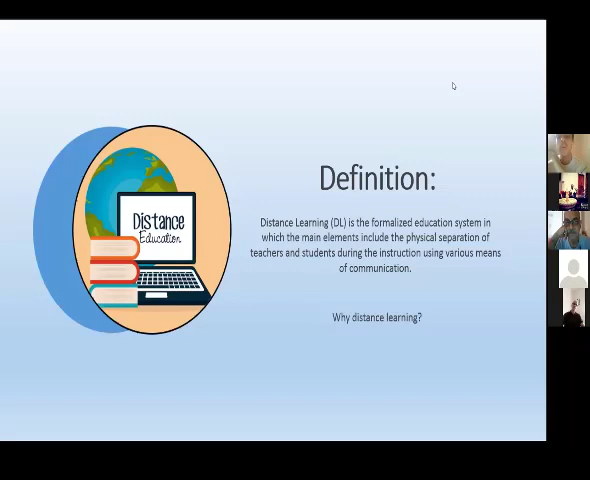 Distance
Education
Definition:
Distance Learning (DL) is the formalized education system in
which the main elements include the physical separation of
teachers and students during the instruction using various means
of communication.
Why distance learning?